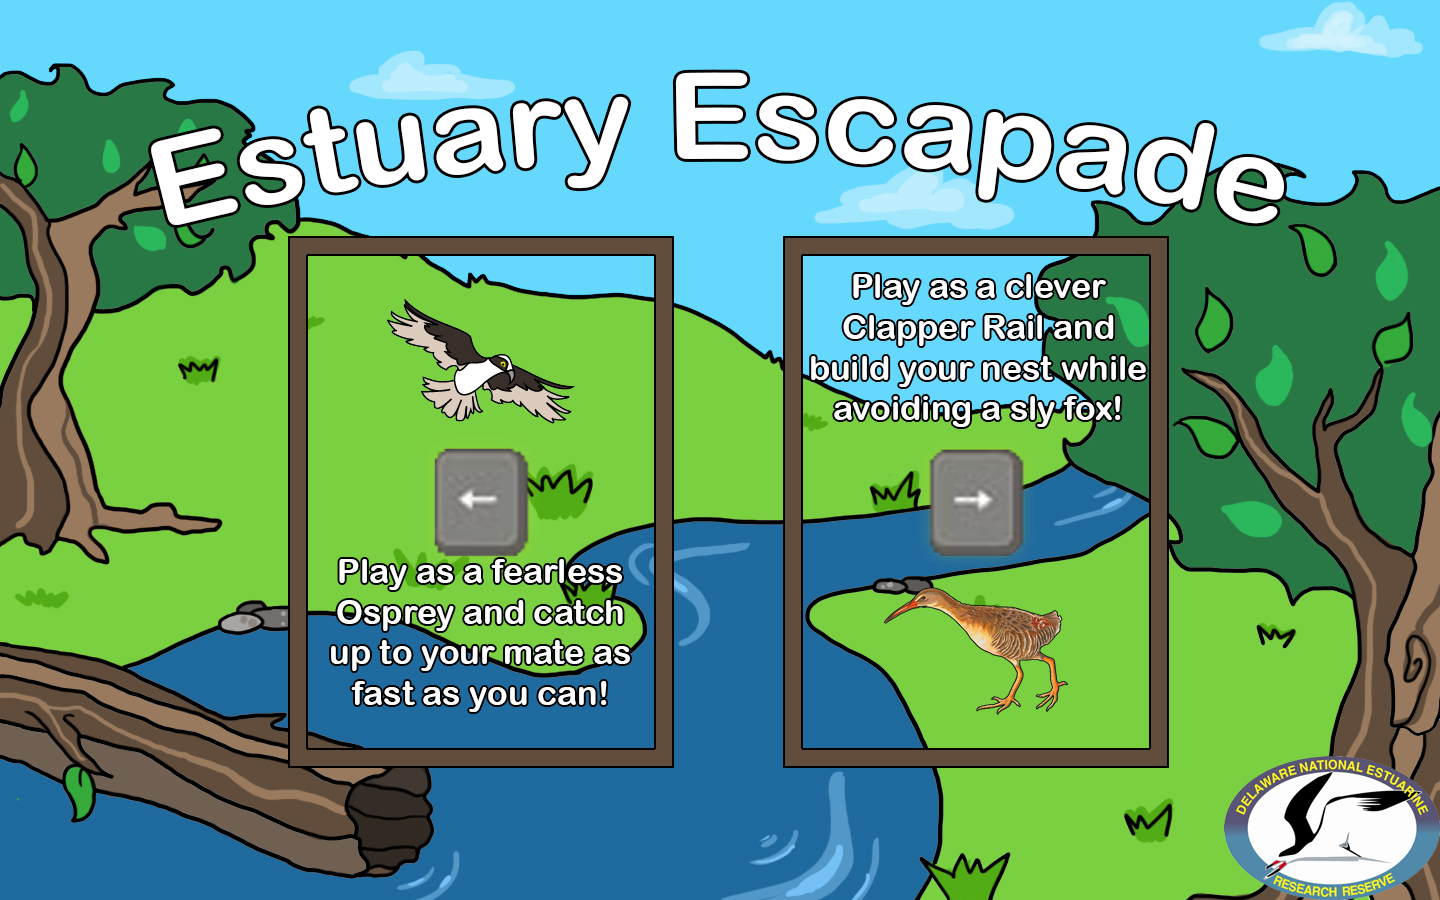 Estuary Escapade
Play as a fearless
Osprey and catch
up to your mate as
fast as you can!
Play as a clever
Clapper Rail and
build your nest while
avoiding a sly fox!
DELAWARE NATIONAL ESTUARINE
RESEARCH RESERVE